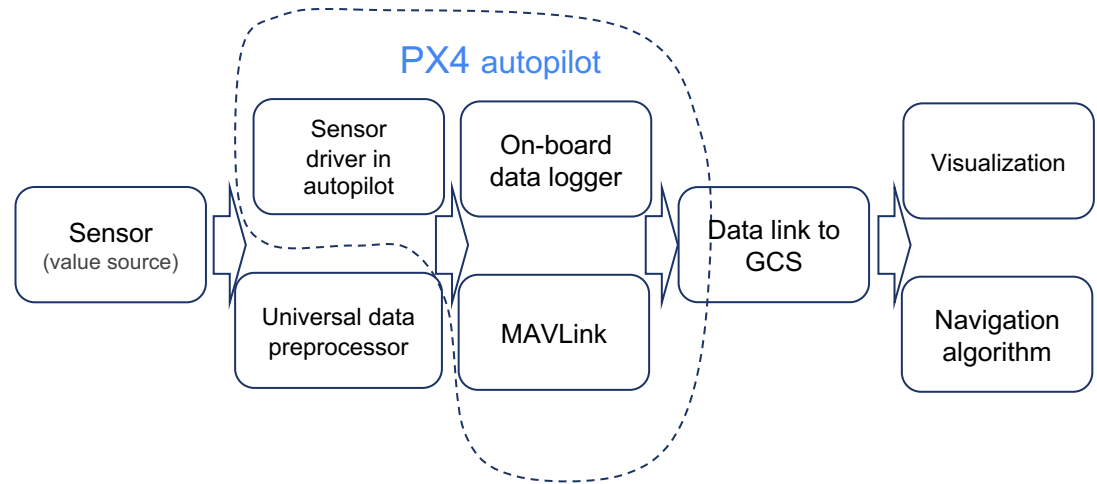 PX4 autopilot
Sensor
(value source)
Sensor
driver in
autopilot
Universal data
preprocessor
On-board
data logger
MAVLink
Data link to
GCS
Visualization
Navigation
algorithm